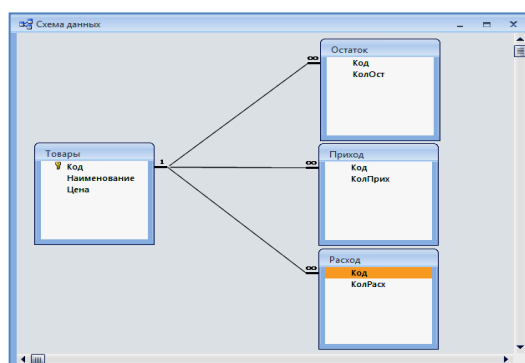 Схема данных
Остаток
Код
КолОст
Товары
Код
Наименование
Цена
1
∞
Приход
Код
КолПрих
∞
Расход
Код
КолРасх
∞